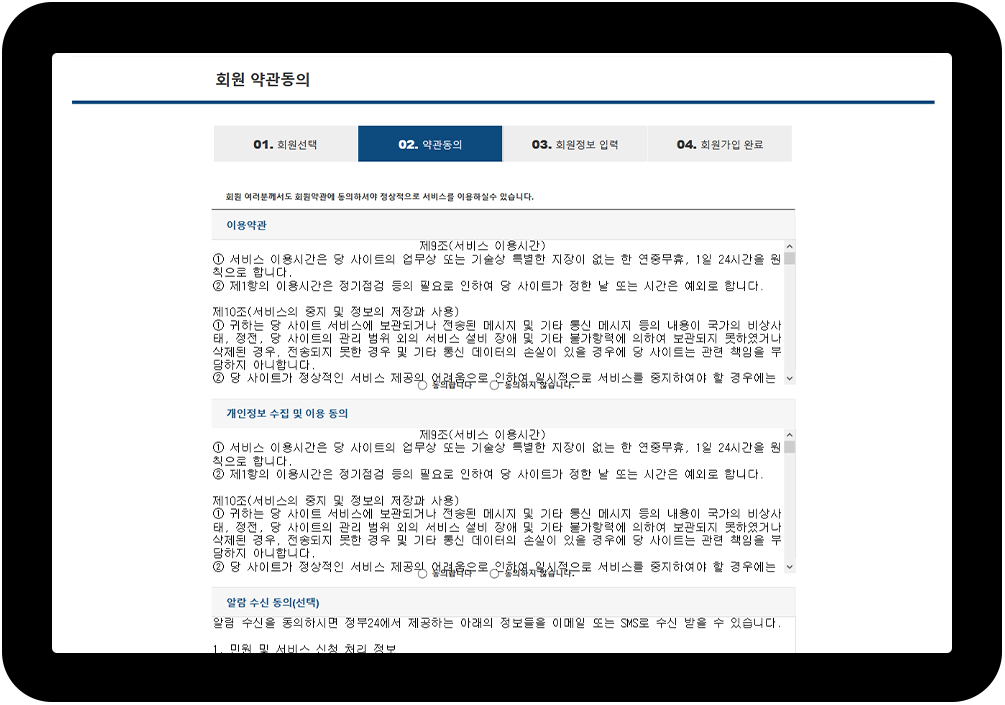 회원 약관동의
01. 회원선택
02. 약관동의
03. 회원정보 입력
04. 회원가입 완료
회원 여러분께서도 회원약관에 동의하셔야 정상적으로 서비스를 이용하실수 있습니다.
이용약관
제9조(서비스 이용시간)
① 서비스 이용시간은 당 사이트의 업무상 또는 기술상 특별한 지장이 없는 한 연중무휴, 1일 24시간을 원
칙으로 합니다.
② 제1항의 이용시간은 정기점검 등의 필요로 인하여 당 사이트가 정한 날 또는 시간은 예외로 합니다.
제10조(서비스의 중지 및 정보의 저장과 사용)
① 귀하는 당 사이트 서비스에 보관되거나 전송된 메시지 및 기타 통신 메시지 등의 내용이 국가의 비상사
태, 정전, 당 사이트의 관리 범위 외의 서비스 설비 장애 및 기타 불가항력에 의하여 보관되지 못하였거나
삭제된 경우, 전송되지 못한 경우 및 기타 통신 데이터의 손실이 있을 경우에 당 사이트는 관련 책임을 부
담하지 아니합니다.
② 당 사이트가 정상적인 서비스 제공의 어려움으로 인하여 일시적으로 서비스를 중지하여야 할 경우에는
동의합니다 동의하지 않습니다.
개인정보 수집 및 이용 동의
제9조(서비스 이용시간)
① 서비스 이용시간은 당 사이트의 업무상 또는 기술상 특별한 지장이 없는 한 연중무휴, 1일 24시간을 원
칙으로 합니다.
② 제1항의 이용시간은 정기점검 등의 필요로 인하여 당 사이트가 정한 날 또는 시간은 예외로 합니다.
제10조(서비스의 중지 및 정보의 저장과 사용)
① 귀하는 당 사이트 서비스에 보관되거나 전송된 메시지 및 기타 통신 메시지 등의 내용이 국가의 비상사
태, 정전, 당 사이트의 관리 범위 외의 서비스 설비 장애 및 기타 불가항력에 의하여 보관되지 못하였거나
삭제된 경우, 전송되지 못한 경우 및 기타 통신 데이터의 손실이 있을 경우에 당 사이트는 관련 책임을 부
담하지 아니합니다.
② 당 사이트가 정상적인 서비스 제공의 어려움으로 인하여 일시적으로 서비스를 중지하여야 할 경우에는
동의합니다 동의하지 않습니다.
알람 수신 동의(선택)
알람 수신을 동의하시면 정부24에서 제공하는 아래의 정보들을 이메일 또는 SMS로 수신 받을 수 있습니다.
1. 민원 및 서비스 신청 처리 정보